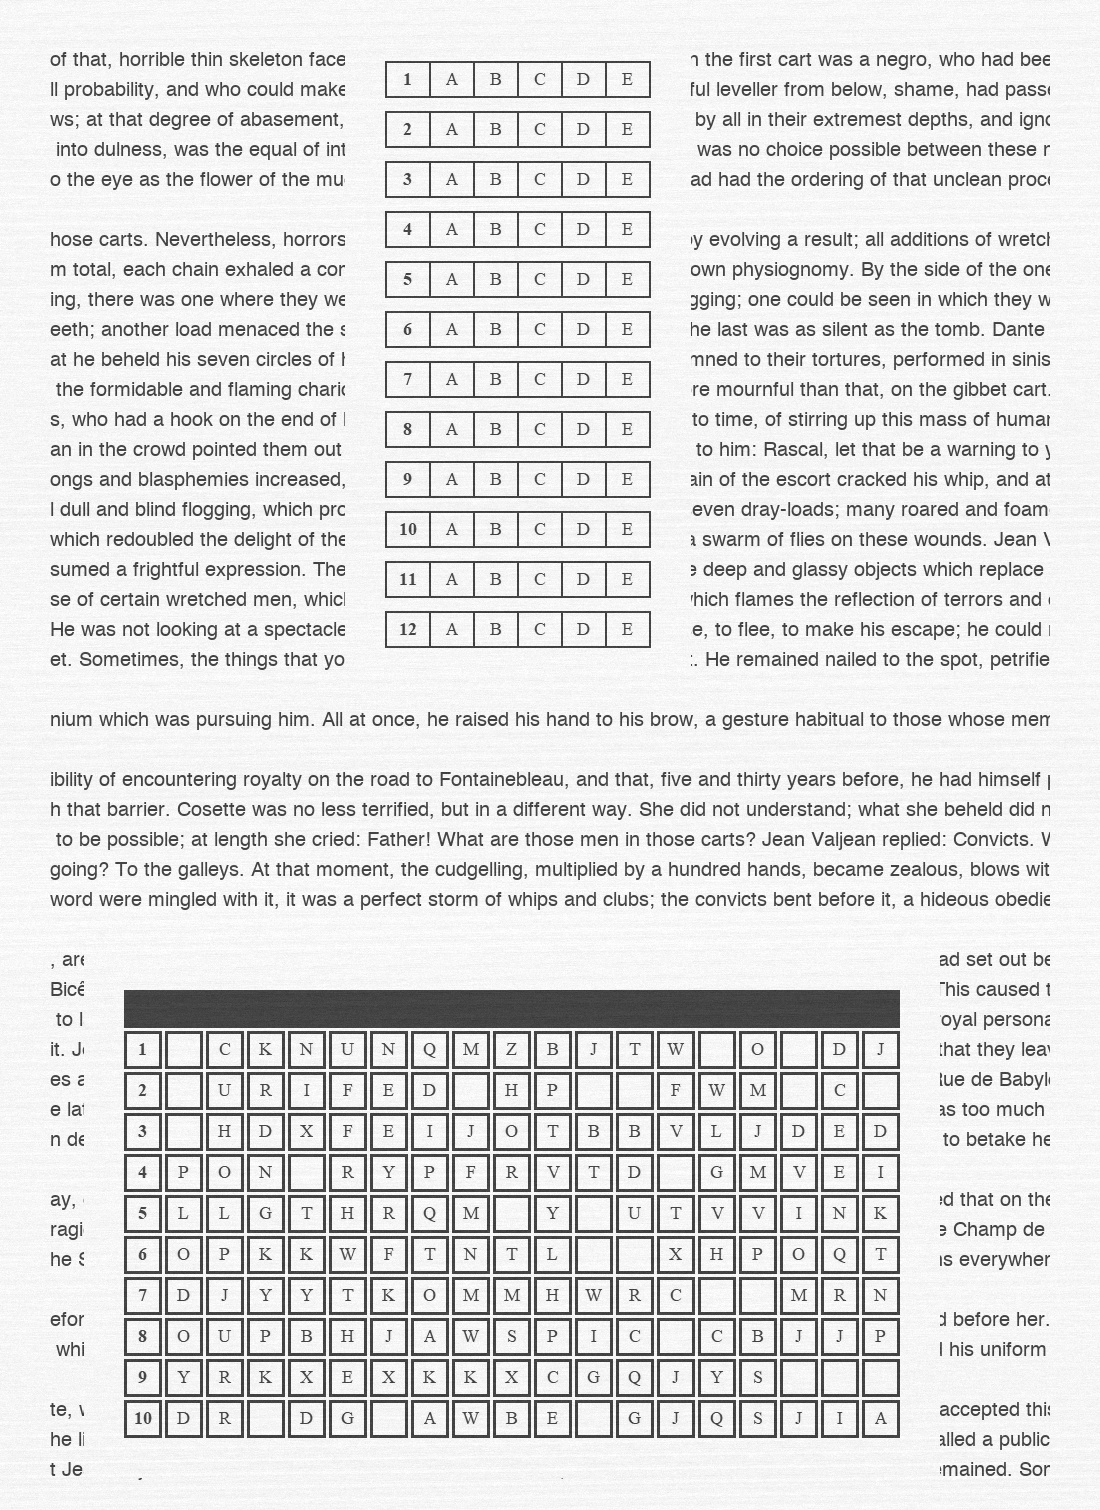 of that, horrible thin skeleton face
ll probability, and who could make
ws; at that degree of abasement,
into dulness, was the equal of int
o the eye as the flower of the mu
hose carts. Nevertheless, horrors
m total, each chain exhaled a con
ing, there was one where they we
eeth; another load menaced the s
at he beheld his seven circles of h
the formidable and flaming chario
s, who had a hook on the end of
an in the crowd pointed them out
ongs and blasphemies increased,
l dull and blind flogging, which pro
which redoubled the delight of the
sumed a frightful expression. The
se of certain wretched men, which
He was not looking at a spectacle
et. Sometimes, the things that yo
1 A B C D E
2 A B C D E
3 A B C D E
4 A B C D E
5 A B C D E
6 A B C D E
7 A B C D E
8 A B C D E
9 A B C D E
10 A B C D E
11 A B C D E
12 A B C D E
n the first cart was a negro, who had bee
ful leveller from below, shame, had passe
by all in their extremest depths, and igno
was no choice possible between these
ad had the ordering of that unclean proce
by evolving a result; all additions of wretch
own physiognomy. By the side of the one
gging; one could be seen in which they w
he last was as silent as the tomb. Dante
mned to their tortures, performed in sinis
re mournful than that, on the gibbet cart.
to time, of stirring up this mass of human
to him: Rascal, let that be a warning to y
ain of the escort cracked his whip, and at
even dray-loads; many roared and foam
a swarm of flies on these wounds. Jean V
e deep and glassy objects which replace
which flames the reflection of terrors and
e, to flee, to make his escape; he could
t. He remained nailed to the spot, petrifie
nium which was pursuing him. All at once, he raised his hand to his brow, a gesture habitual to those whose mem
ibility of encountering royalty on the road to Fontainebleau, and that, five and thirty years before, he had himself p
h that barrier. Cosette was no less terrified, but in a different way. She did not understand; what she beheld did n
to be possible; at length she cried: Father! What are those men in those carts? Jean Valjean replied: Convicts. W
going? To the galleys. At that moment, the cudgelling, multiplied by a hundred hands, became zealous, blows wit
word were mingled with it, it was a perfect storm of whips and clubs; the convicts bent before it, a hideous obedie
, are
Bicê
to l
it. Je
es a
e lat
n de
ay,
ragi
he S
efor
whi
te, w
he li
t Je
1 C K N U N Q M Z B J T W O D J
2 U R I F E D H P F W M C
3 H D X F E I J O T B B V L J D E D
4 P O N R Y P F R V T D G M V E I
5 L L G T H R Q M Y U T V V I N K
6 O P K K W F T N T L X H P O Q T
7 D J Y Y T K O M M H W R C M R N
8 O U P B H J A W S P I C C B J J P
9 Y R K X E X K K X C G Q J Y S
10 D R D G A W B E G J Q S J I A
ad set out be
This caused t
oyal persona
that they leav
Rue de Babyl
as too much
to betake he
ed that on the
e Champ de
as everywher
d before her.
l his uniform
accepted this
alled a public
emained. Son